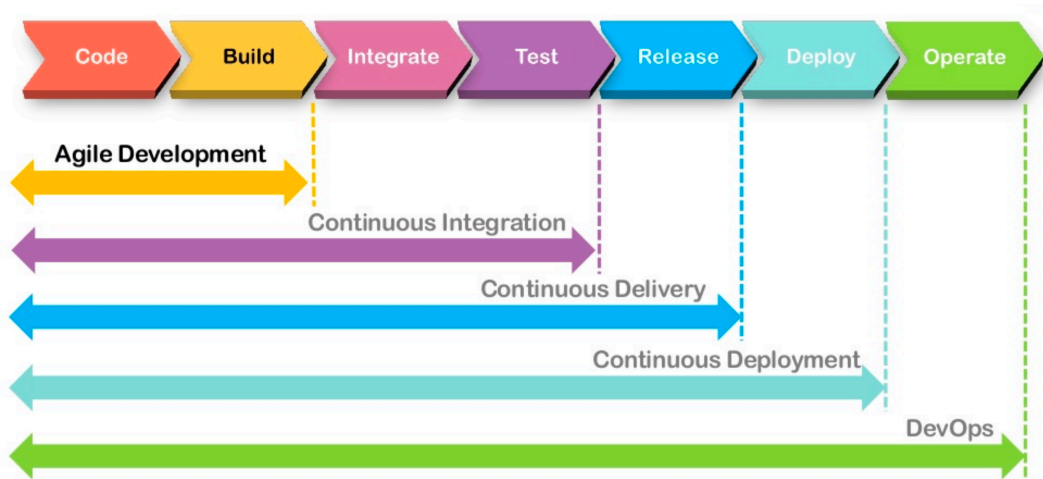 Code
Build
Integrate
Test
Release
Deploy
Operate
Agile Development
Continuous Integration
Continuous Delivery
Continuous Deployment
DevOps